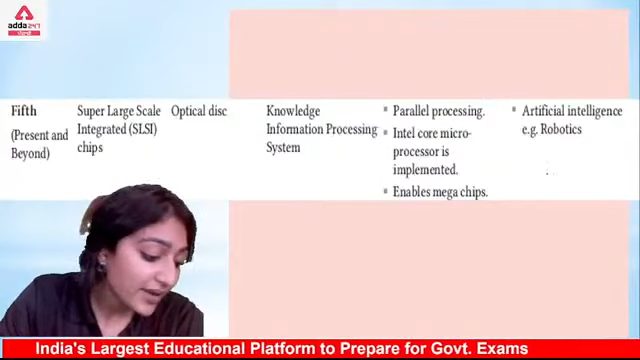 adda247
ਪੰਜਾਬੀ
Fifth
(Present and
Beyond)
Super Large Scale
Integrated (SLSI)
chips
Optical disc
Knowledge
Information Processing
System
▪ Parallel processing.
▪ Intel core micro-
processor is
implemented.
▪ Enables mega chips.
▪ Artificial intelligence
e.g. Robotics
India's Largest Educational Platform to Prepare for Govt. Exams